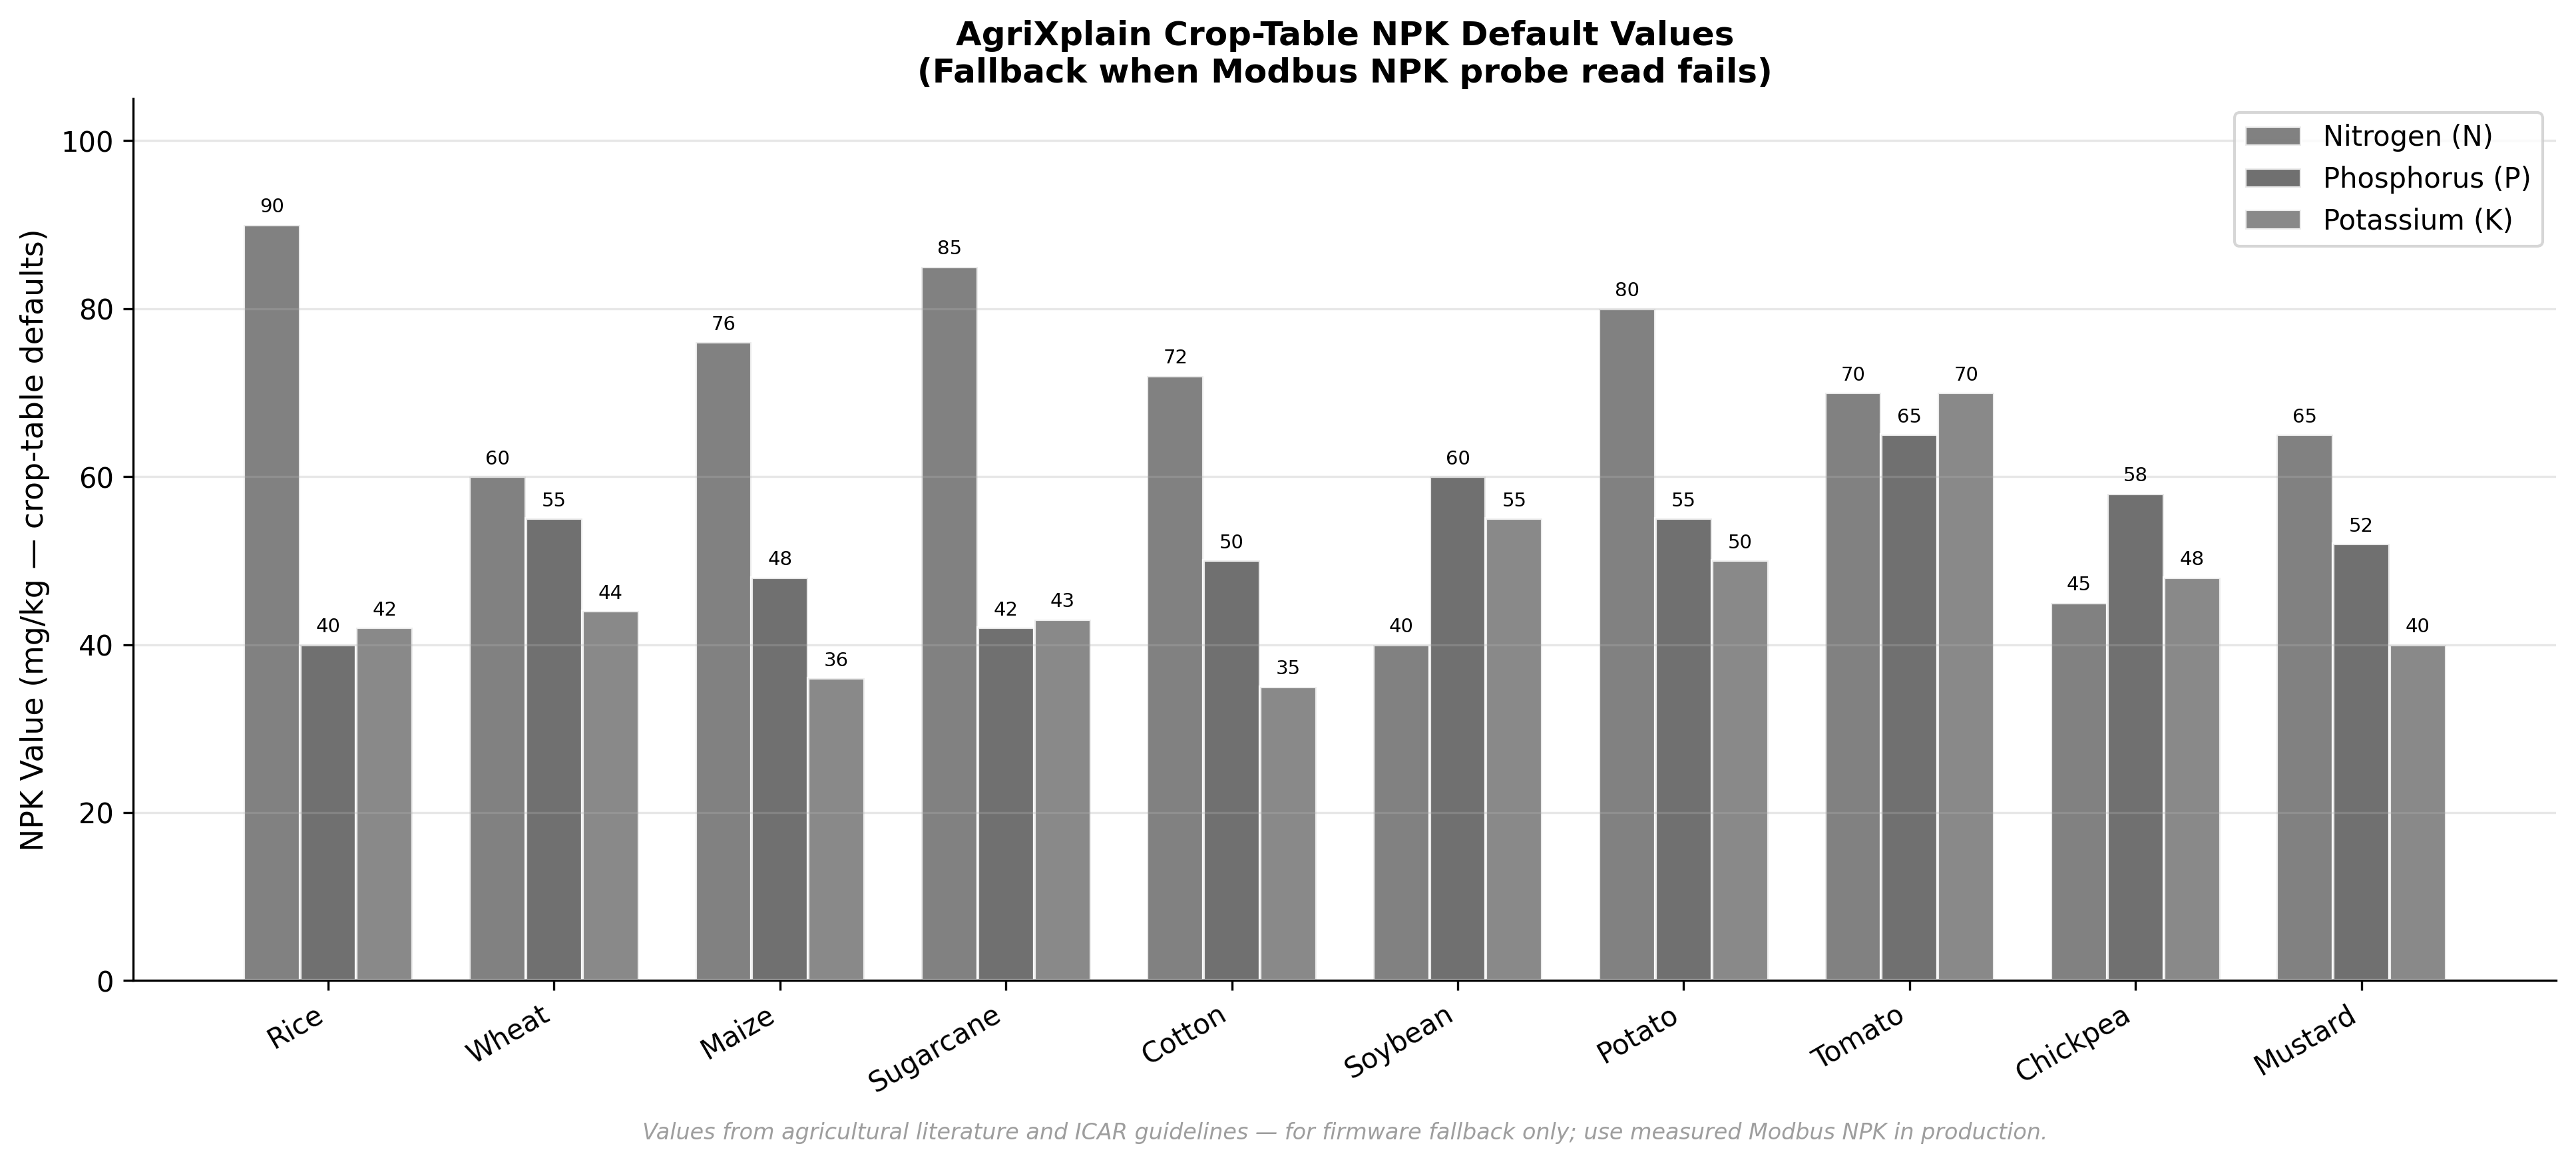 AgriXplain Crop-Table NPK Default Values
(Fallback when Modbus NPK probe read fails)
NPK Value (mg/kg — crop-table defaults)
100
80
60
40
20
0
Nitrogen (N)
Phosphorus (P)
Potassium (K)
90
40
42
60
55
44
76
48
36
85
42
43
72
50
35
40
60
55
80
55
50
70
65
70
45
58
48
65
52
40
Rice
Wheat
Maize
Sugarcane
Cotton
Soybean
Potato
Tomato
Chickpea
Mustard
Values from agricultural literature and ICAR guidelines — for firmware fallback only; use measured Modbus NPK in production.